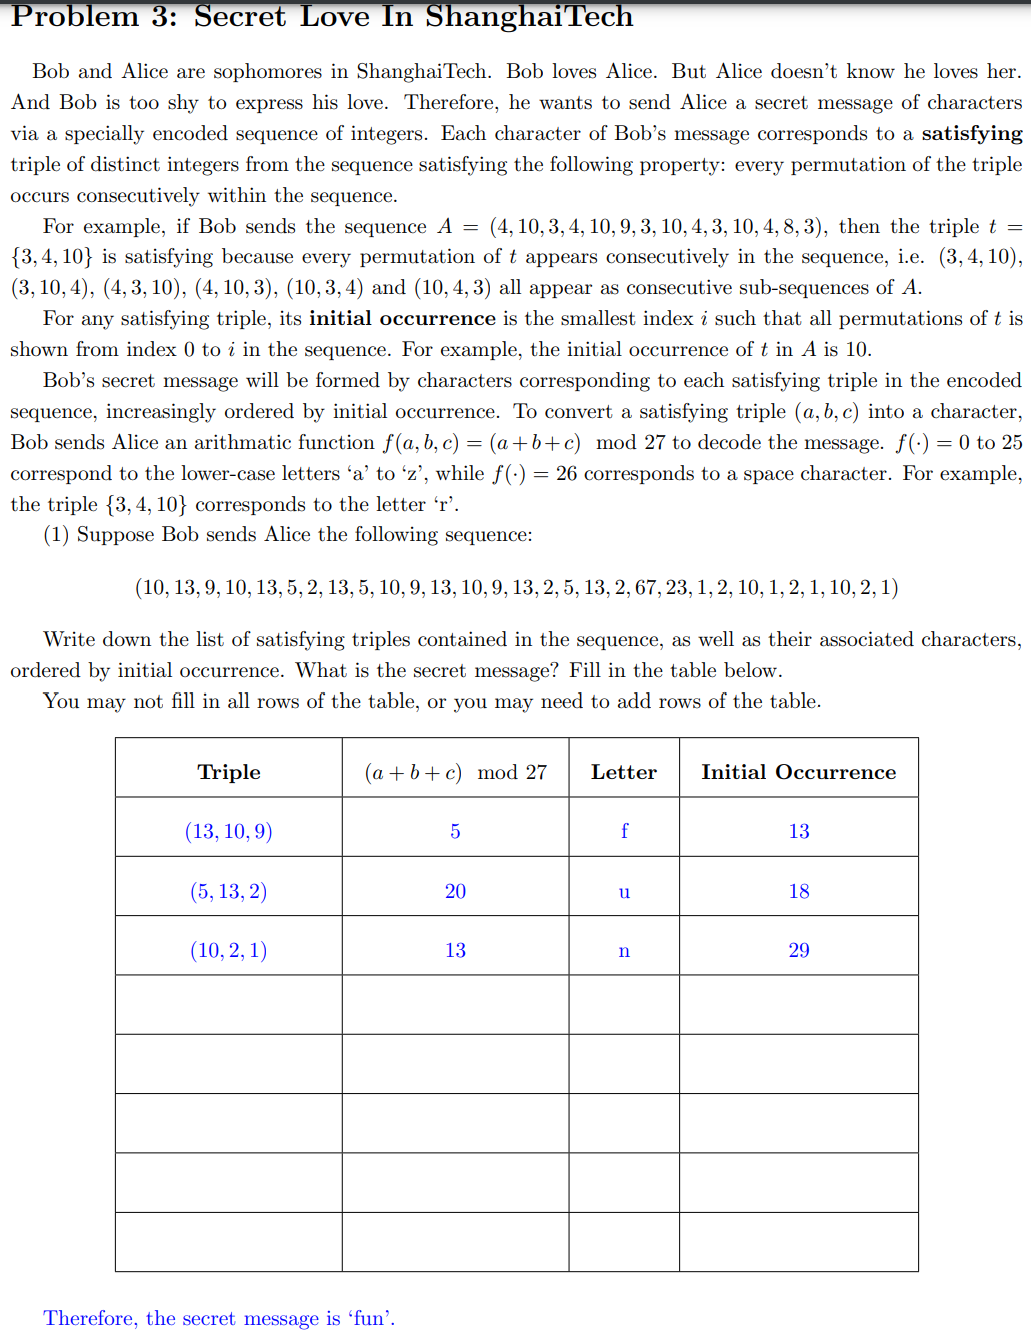 Problem 3: Secret Love In ShanghaiTech
Bob and Alice are sophomores in ShanghaiTech. Bob loves Alice. But Alice doesn't know he loves her.
And Bob is too shy to express his love. Therefore, he wants to send Alice a secret message of characters
via a specially encoded sequence of integers. Each character of Bob's message corresponds to a satisfying
triple of distinct integers from the sequence satisfying the following property: every permutation of the triple
occurs consecutively within the sequence.
For example, if Bob sends the sequence A = (4, 10, 3, 4, 10, 9, 3, 10, 4, 3, 10, 4, 8, 3), then the triple t =
{3, 4, 10} is satisfying because every permutation of t appears consecutively in the sequence, i.e. (3, 4, 10),
(3, 10, 4), (4, 3, 10), (4, 10, 3), (10, 3, 4) and (10, 4, 3) all appear as consecutive sub-sequences of A.
For any satisfying triple, its initial occurrence is the smallest index i such that all permutations of t is
shown from index 0 to i in the sequence. For example, the initial occurrence of t in A is 10.
Bob's secret message will be formed by characters corresponding to each satisfying triple in the encoded
sequence, increasingly ordered by initial occurrence. To convert a satisfying triple (a, b, c) into a character,
Bob sends Alice an arithmatic function f(a, b, c) = (a + b + c) mod 27 to decode the message. f(·) = 0 to 25
correspond to the lower-case letters 'a' to 'z', while f(·) = 26 corresponds to a space character. For example,
the triple {3, 4, 10} corresponds to the letter 'r'.
(1) Suppose Bob sends Alice the following sequence:
(10, 13, 9, 10, 13, 5, 2, 13, 5, 10, 9, 13, 10, 9, 13, 2, 5, 13, 2, 67, 23, 1, 2, 10, 1, 2, 1, 10, 2, 1)
Write down the list of satisfying triples contained in the sequence, as well as their associated characters,
ordered by initial occurrence. What is the secret message? Fill in the table below.
You may not fill in all rows of the table, or you may need to add rows of the table.
Triple (a + b + c) mod 27 Letter Initial Occurrence
(13, 10, 9) 5 f 13
(5, 13, 2) 20 u 18
(10, 2, 1) 13 n 29
Therefore, the secret message is 'fun'.